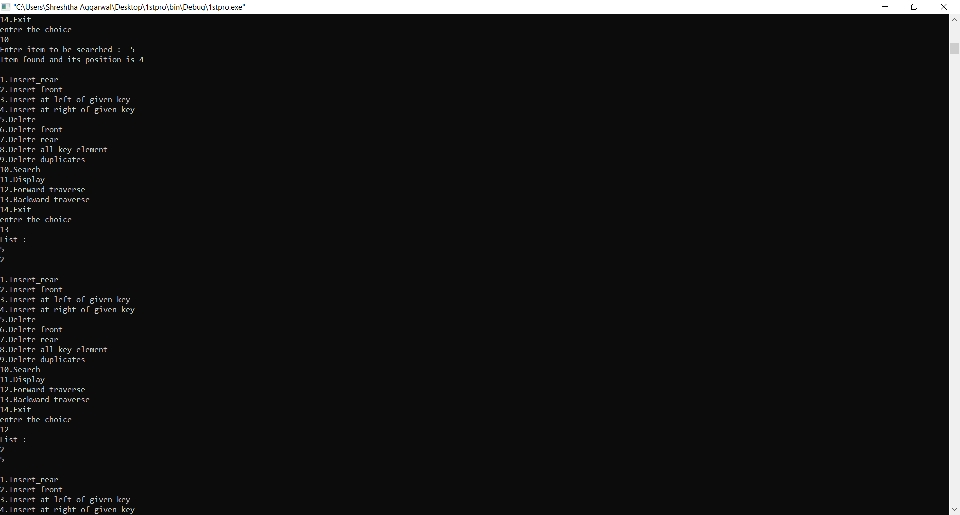 "C:\Users\Shreshtha Aggarwal\Desktop\1stpro\bin\Debug\1stpro.exe"
14.Exit
enter the choice
10
Enter item to be searched :  5
Item found and its position is 4
1.Insert_rear
2.Insert front
3.Insert at left of given key
4.Insert at right of given key
5.Delete
6.Delete front
7.Delete rear
8.Delete all key element
9.Delete duplicates
10.Search
11.Display
12.Forward traverse
13.Backward traverse
14.Exit
enter the choice
13
List :
5
2
1.Insert_rear
2.Insert front
3.Insert at left of given key
4.Insert at right of given key
5.Delete
6.Delete front
7.Delete rear
8.Delete all key element
9.Delete duplicates
10.Search
11.Display
12.Forward traverse
13.Backward traverse
14.Exit
enter the choice
12
List :
2
5
1.Insert_rear
2.Insert front
3.Insert at left of given key
4.Insert at right of given key